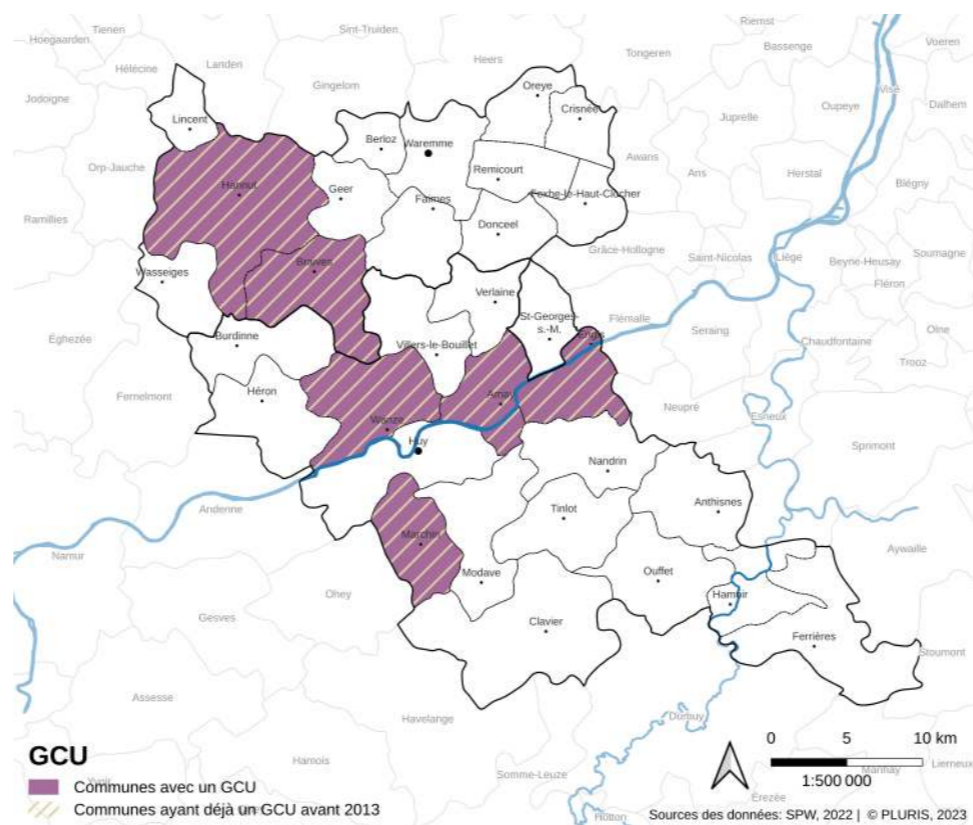 Riemst
Tienen
Sint-Truiden
Hoegaarden
Voeren
Bassenge
Tongeren
Heers
Landen
Hélécine
Gingelom
Oreye
Visé
Jodoigne
Oupeye
Dalhem
Crisnée
Juprelle
Lincent
Berloz
Waremme
Awans
Orp-Jauche
Remicourt
Ans
Herstal
Blégny
Hannut
Geer
Fexhe-le-Haut-Clocher
Faimes
Ramillies
Donceel
Grâce-Hollogne
Soumagne
Saint-Nicolas
Liège
Beyne-Heusay
Braives
Wasseiges
Fléron
Verlaine
St-Georges-
s.-M.
Flémalle
Seraing
Olne
Engis
Éghezée
Burdinne
Chaudfontaine
Villers-le-Bouillet
Trooz
Héron
Fernelmont
Amay
Neupré
Esneux
Wanze
Huy
Sprimont
Nandrin
Anthisnes
Andenne
Tinlot
Marchin
Namur
Aywaille
Modave
Ouffet
Ohey
Hamoir
Gesves
Clavier
Ferrières
Stoumont
Assesse
Havelange
Durbuy
GCU
Hamois
Somme-Leuze
0 5 10 km
Lierneux
Manhay
1:500 000
Yvoir
Communes avec un GCU
Érezée
Communes ayant déjà un GCU avant 2013
Hotton
Sources des données: SPW, 2022 | © PLURIS, 2023